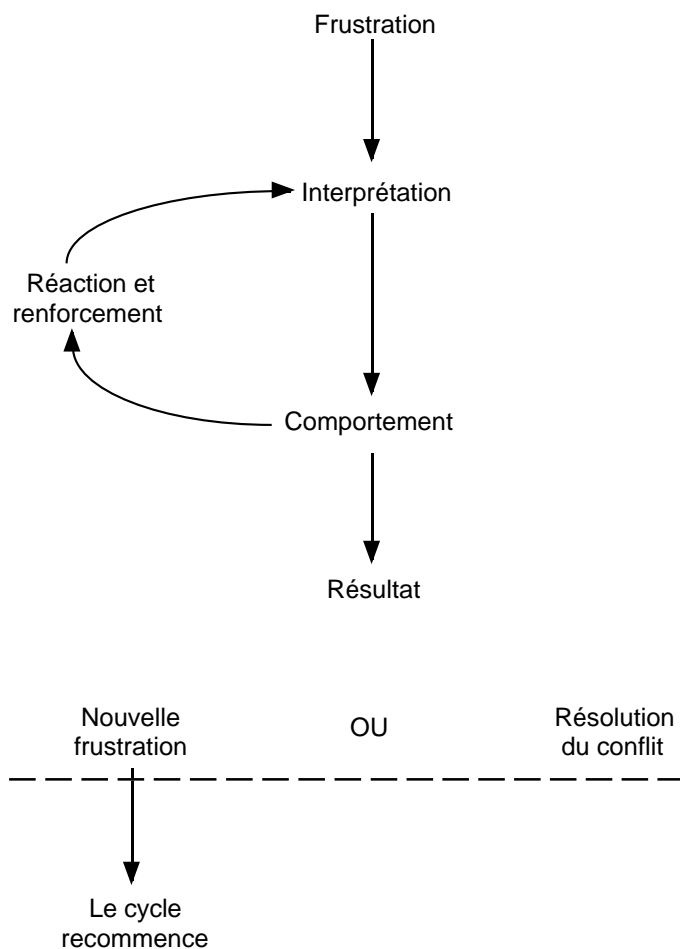 Frustration
Interprétation
Réaction et
renforcement
Comportement
Résultat
Nouvelle
frustration
OU
Résolution
du conflit
Le cycle
recommence